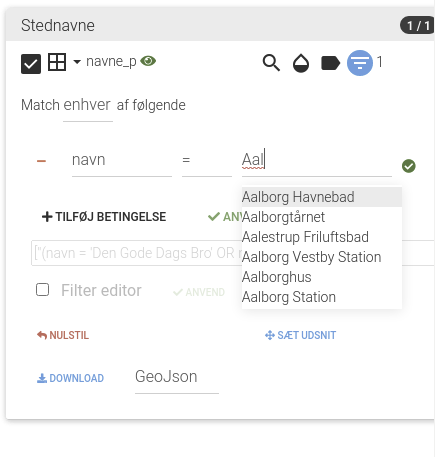 Stednavne 1 / 1
navne_p 1
Match enhver af følgende
– navn = Aal
Aalborg Havnebad
+ TILFØJ BETINGELSE
Aalborgtårnet
Aalestrup Friluftsbad
["(navn = 'Den Gode Dags Bro' OR
Aalborg Vestby Station
Aalborghus
Filter editor ANVEND
Aalborg Station
NULSTIL SÆT UDSNIT
DOWNLOAD GeoJson